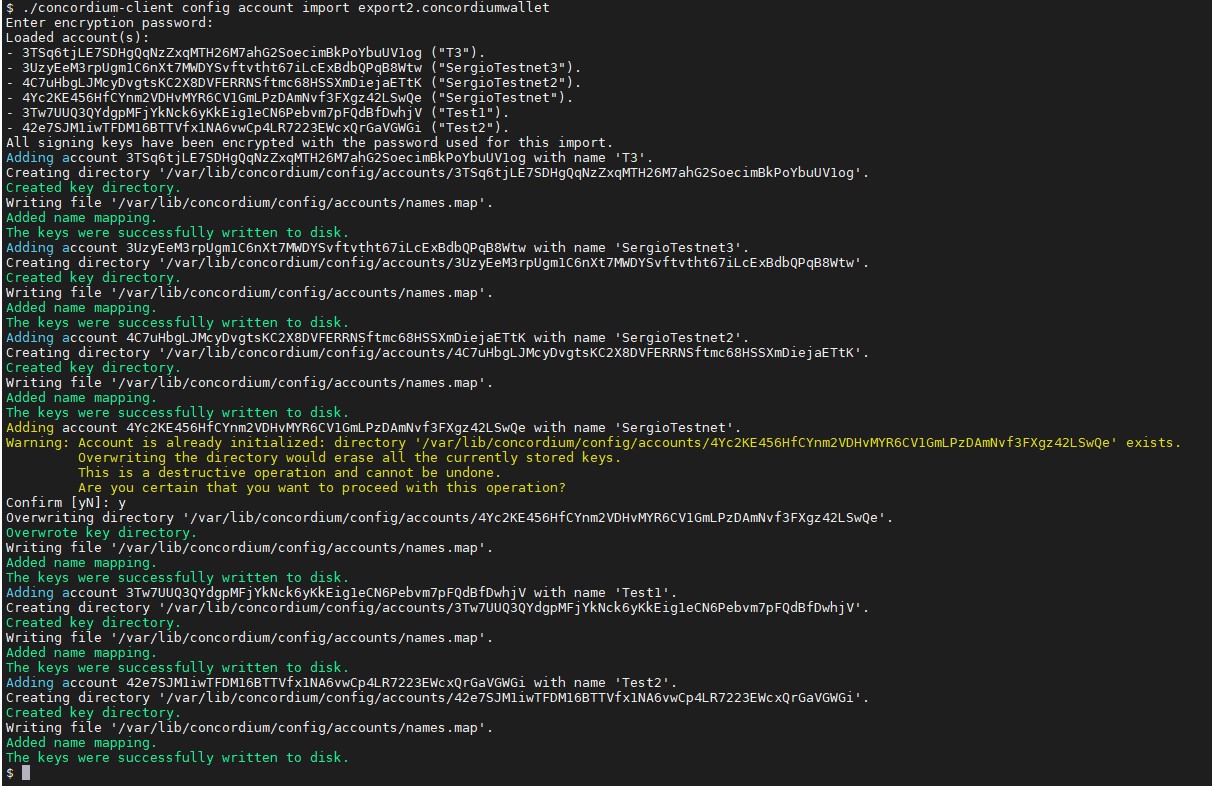 $ ./concordium-client config account import export2.concordiumwallet
Enter encryption password:
Loaded account(s):
- 3TSq6tjLE7SDHgQqNzZxqMTH26M7ahG2SoecimBkPoYbuUV1og ("T3").
- 3UzyEeM3rpUgm1C6nXt7MWDYSvftvtht67iLcExBdbQPqB8Wtw ("SergioTestnet3").
- 4C7uHbgLJMcyDvgtsKC2X8DVFERRNSftmc68HSSXmDiejaETtK ("SergioTestnet2").
- 4Yc2KE456HfCYnm2VDHvMYR6CV1GmLPzDAmNvf3FXgz42LSwQe ("SergioTestnet").
- 3Tw7UUQ3QYdgpMFjYkNck6yKkEig1eCN6Pebvm7pFQdBfDwhjV ("Test1").
- 42e7SJM1iwTFDM16BTTVfx1NA6vwCp4LR7223EWcxQrGaVGWGi ("Test2").
All signing keys have been encrypted with the password used for this import.
Adding account 3TSq6tjLE7SDHgQqNzZxqMTH26M7ahG2SoecimBkPoYbuUV1og with name 'T3'.
Creating directory '/var/lib/concordium/config/accounts/3TSq6tjLE7SDHgQqNzZxqMTH26M7ahG2SoecimBkPoYbuUV1og'.
Created key directory.
Writing file '/var/lib/concordium/config/accounts/names.map'.
Added name mapping.
The keys were successfully written to disk.
Adding account 3UzyEeM3rpUgm1C6nXt7MWDYSvftvtht67iLcExBdbQPqB8Wtw with name 'SergioTestnet3'.
Creating directory '/var/lib/concordium/config/accounts/3UzyEeM3rpUgm1C6nXt7MWDYSvftvtht67iLcExBdbQPqB8Wtw'.
Created key directory.
Writing file '/var/lib/concordium/config/accounts/names.map'.
Added name mapping.
The keys were successfully written to disk.
Adding account 4C7uHbgLJMcyDvgtsKC2X8DVFERRNSftmc68HSSXmDiejaETtK with name 'SergioTestnet2'.
Creating directory '/var/lib/concordium/config/accounts/4C7uHbgLJMcyDvgtsKC2X8DVFERRNSftmc68HSSXmDiejaETtK'.
Created key directory.
Writing file '/var/lib/concordium/config/accounts/names.map'.
Added name mapping.
The keys were successfully written to disk.
Adding account 4Yc2KE456HfCYnm2VDHvMYR6CV1GmLPzDAmNvf3FXgz42LSwQe with name 'SergioTestnet'.
Warning: Account is already initialized: directory '/var/lib/concordium/config/accounts/4Yc2KE456HfCYnm2VDHvMYR6CV1GmLPzDAmNvf3FXgz42LSwQe' exists.
Overwriting the directory would erase all the currently stored keys.
This is a destructive operation and cannot be undone.
Are you certain that you want to proceed with this operation?
Confirm [yN]: y
Overwriting directory '/var/lib/concordium/config/accounts/4Yc2KE456HfCYnm2VDHvMYR6CV1GmLPzDAmNvf3FXgz42LSwQe'.
Overwrote key directory.
Writing file '/var/lib/concordium/config/accounts/names.map'.
Added name mapping.
The keys were successfully written to disk.
Adding account 3Tw7UUQ3QYdgpMFjYkNck6yKkEig1eCN6Pebvm7pFQdBfDwhjV with name 'Test1'.
Creating directory '/var/lib/concordium/config/accounts/3Tw7UUQ3QYdgpMFjYkNck6yKkEig1eCN6Pebvm7pFQdBfDwhjV'.
Created key directory.
Writing file '/var/lib/concordium/config/accounts/names.map'.
Added name mapping.
The keys were successfully written to disk.
Adding account 42e7SJM1iwTFDM16BTTVfx1NA6vwCp4LR7223EWcxQrGaVGWGi with name 'Test2'.
Creating directory '/var/lib/concordium/config/accounts/42e7SJM1iwTFDM16BTTVfx1NA6vwCp4LR7223EWcxQrGaVGWGi'.
Created key directory.
Writing file '/var/lib/concordium/config/accounts/names.map'.
Added name mapping.
The keys were successfully written to disk.
$